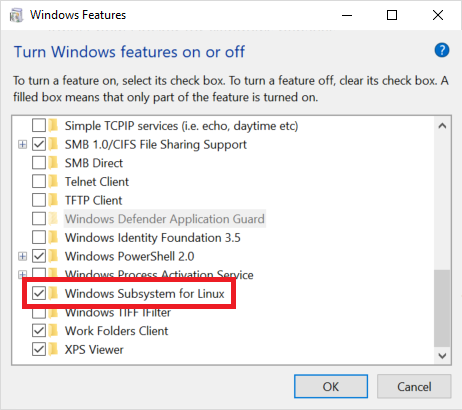 Windows Features
Turn Windows features on or off
To turn a feature on, select its check box. To turn a feature off, clear its check box. A
filled box means that only part of the feature is turned on.
Simple TCPIP services (i.e. echo, daytime etc)
SMB 1.0/CIFS File Sharing Support
SMB Direct
Telnet Client
TFTP Client
Windows Defender Application Guard
Windows Identity Foundation 3.5
Windows PowerShell 2.0
Windows Process Activation Service
Windows Subsystem for Linux
Windows TIFF IFilter
Work Folders Client
XPS Viewer
OK
Cancel